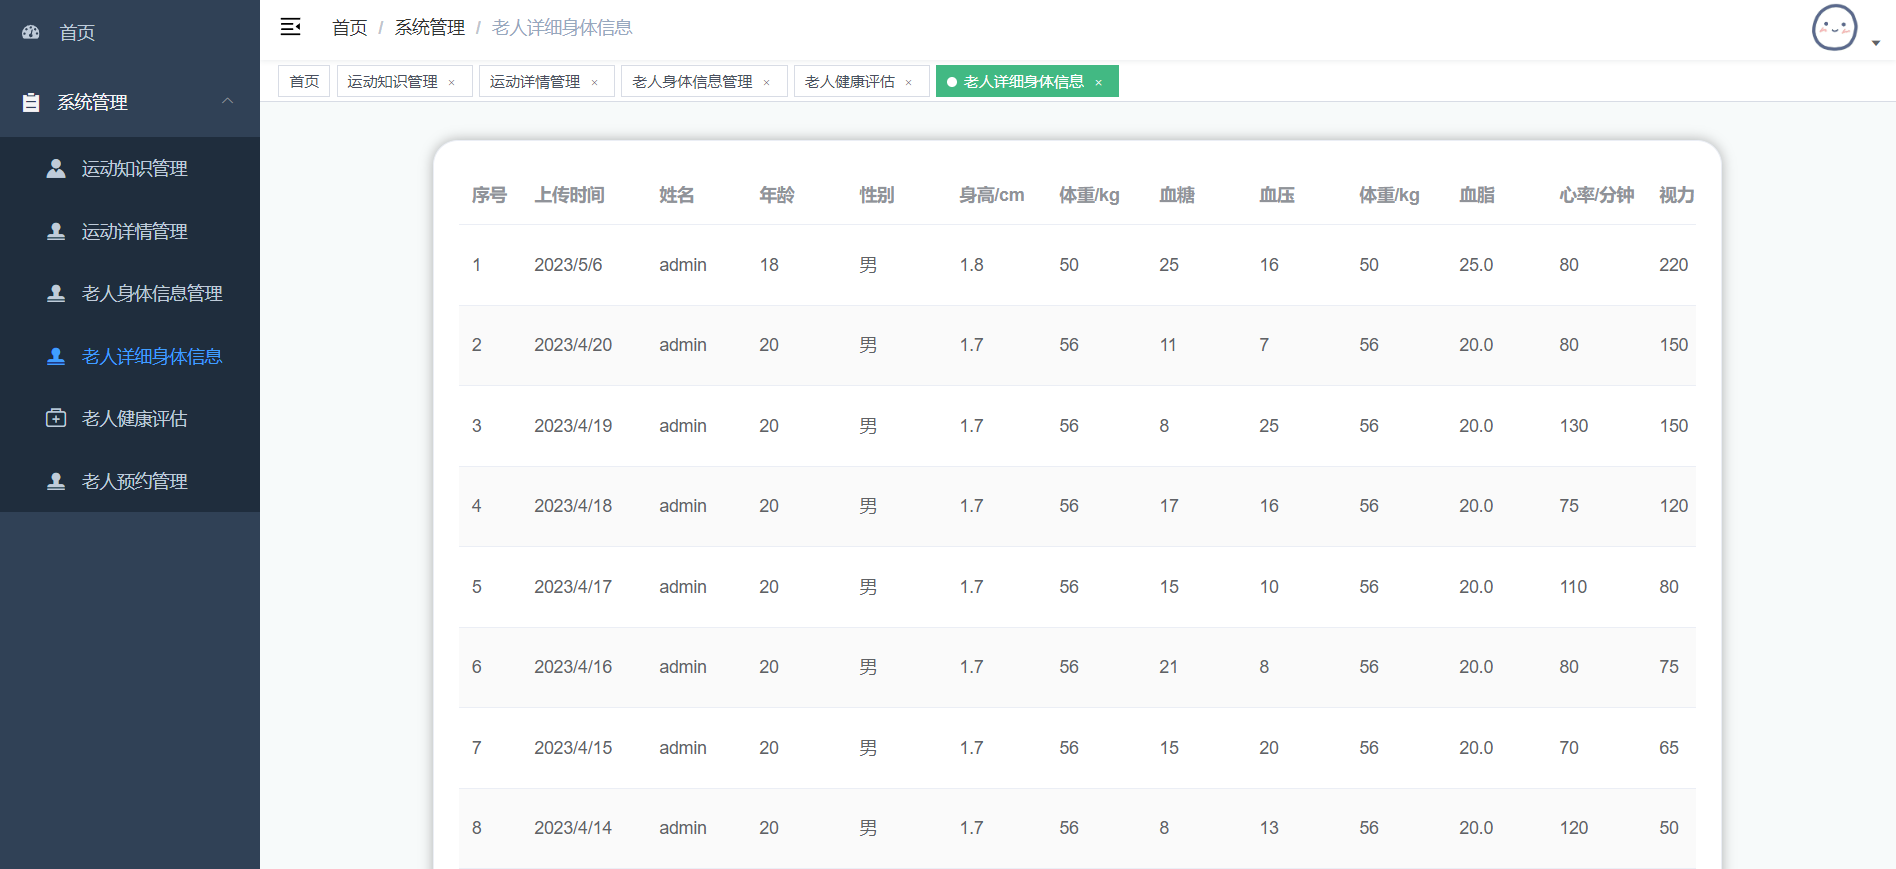 首页
系统管理
运动知识管理
运动详情管理
老人身体信息管理
老人详细身体信息
老人健康评估
老人预约管理
首页 / 系统管理 / 老人详细身体信息
首页 运动知识管理 × 运动详情管理 × 老人身体信息管理 × 老人健康评估 × 老人详细身体信息 ×
序号 上传时间 姓名 年龄 性别 身高/cm 体重/kg 血糖 血压 体重/kg 血脂 心率/分钟 视力
1 2023/5/6 admin 18 男 1.8 50 25 16 50 25.0 80 220
2 2023/4/20 admin 20 男 1.7 56 11 7 56 20.0 80 150
3 2023/4/19 admin 20 男 1.7 56 8 25 56 20.0 130 150
4 2023/4/18 admin 20 男 1.7 56 17 16 56 20.0 75 120
5 2023/4/17 admin 20 男 1.7 56 15 10 56 20.0 110 80
6 2023/4/16 admin 20 男 1.7 56 21 8 56 20.0 80 75
7 2023/4/15 admin 20 男 1.7 56 15 20 56 20.0 70 65
8 2023/4/14 admin 20 男 1.7 56 8 13 56 20.0 120 50